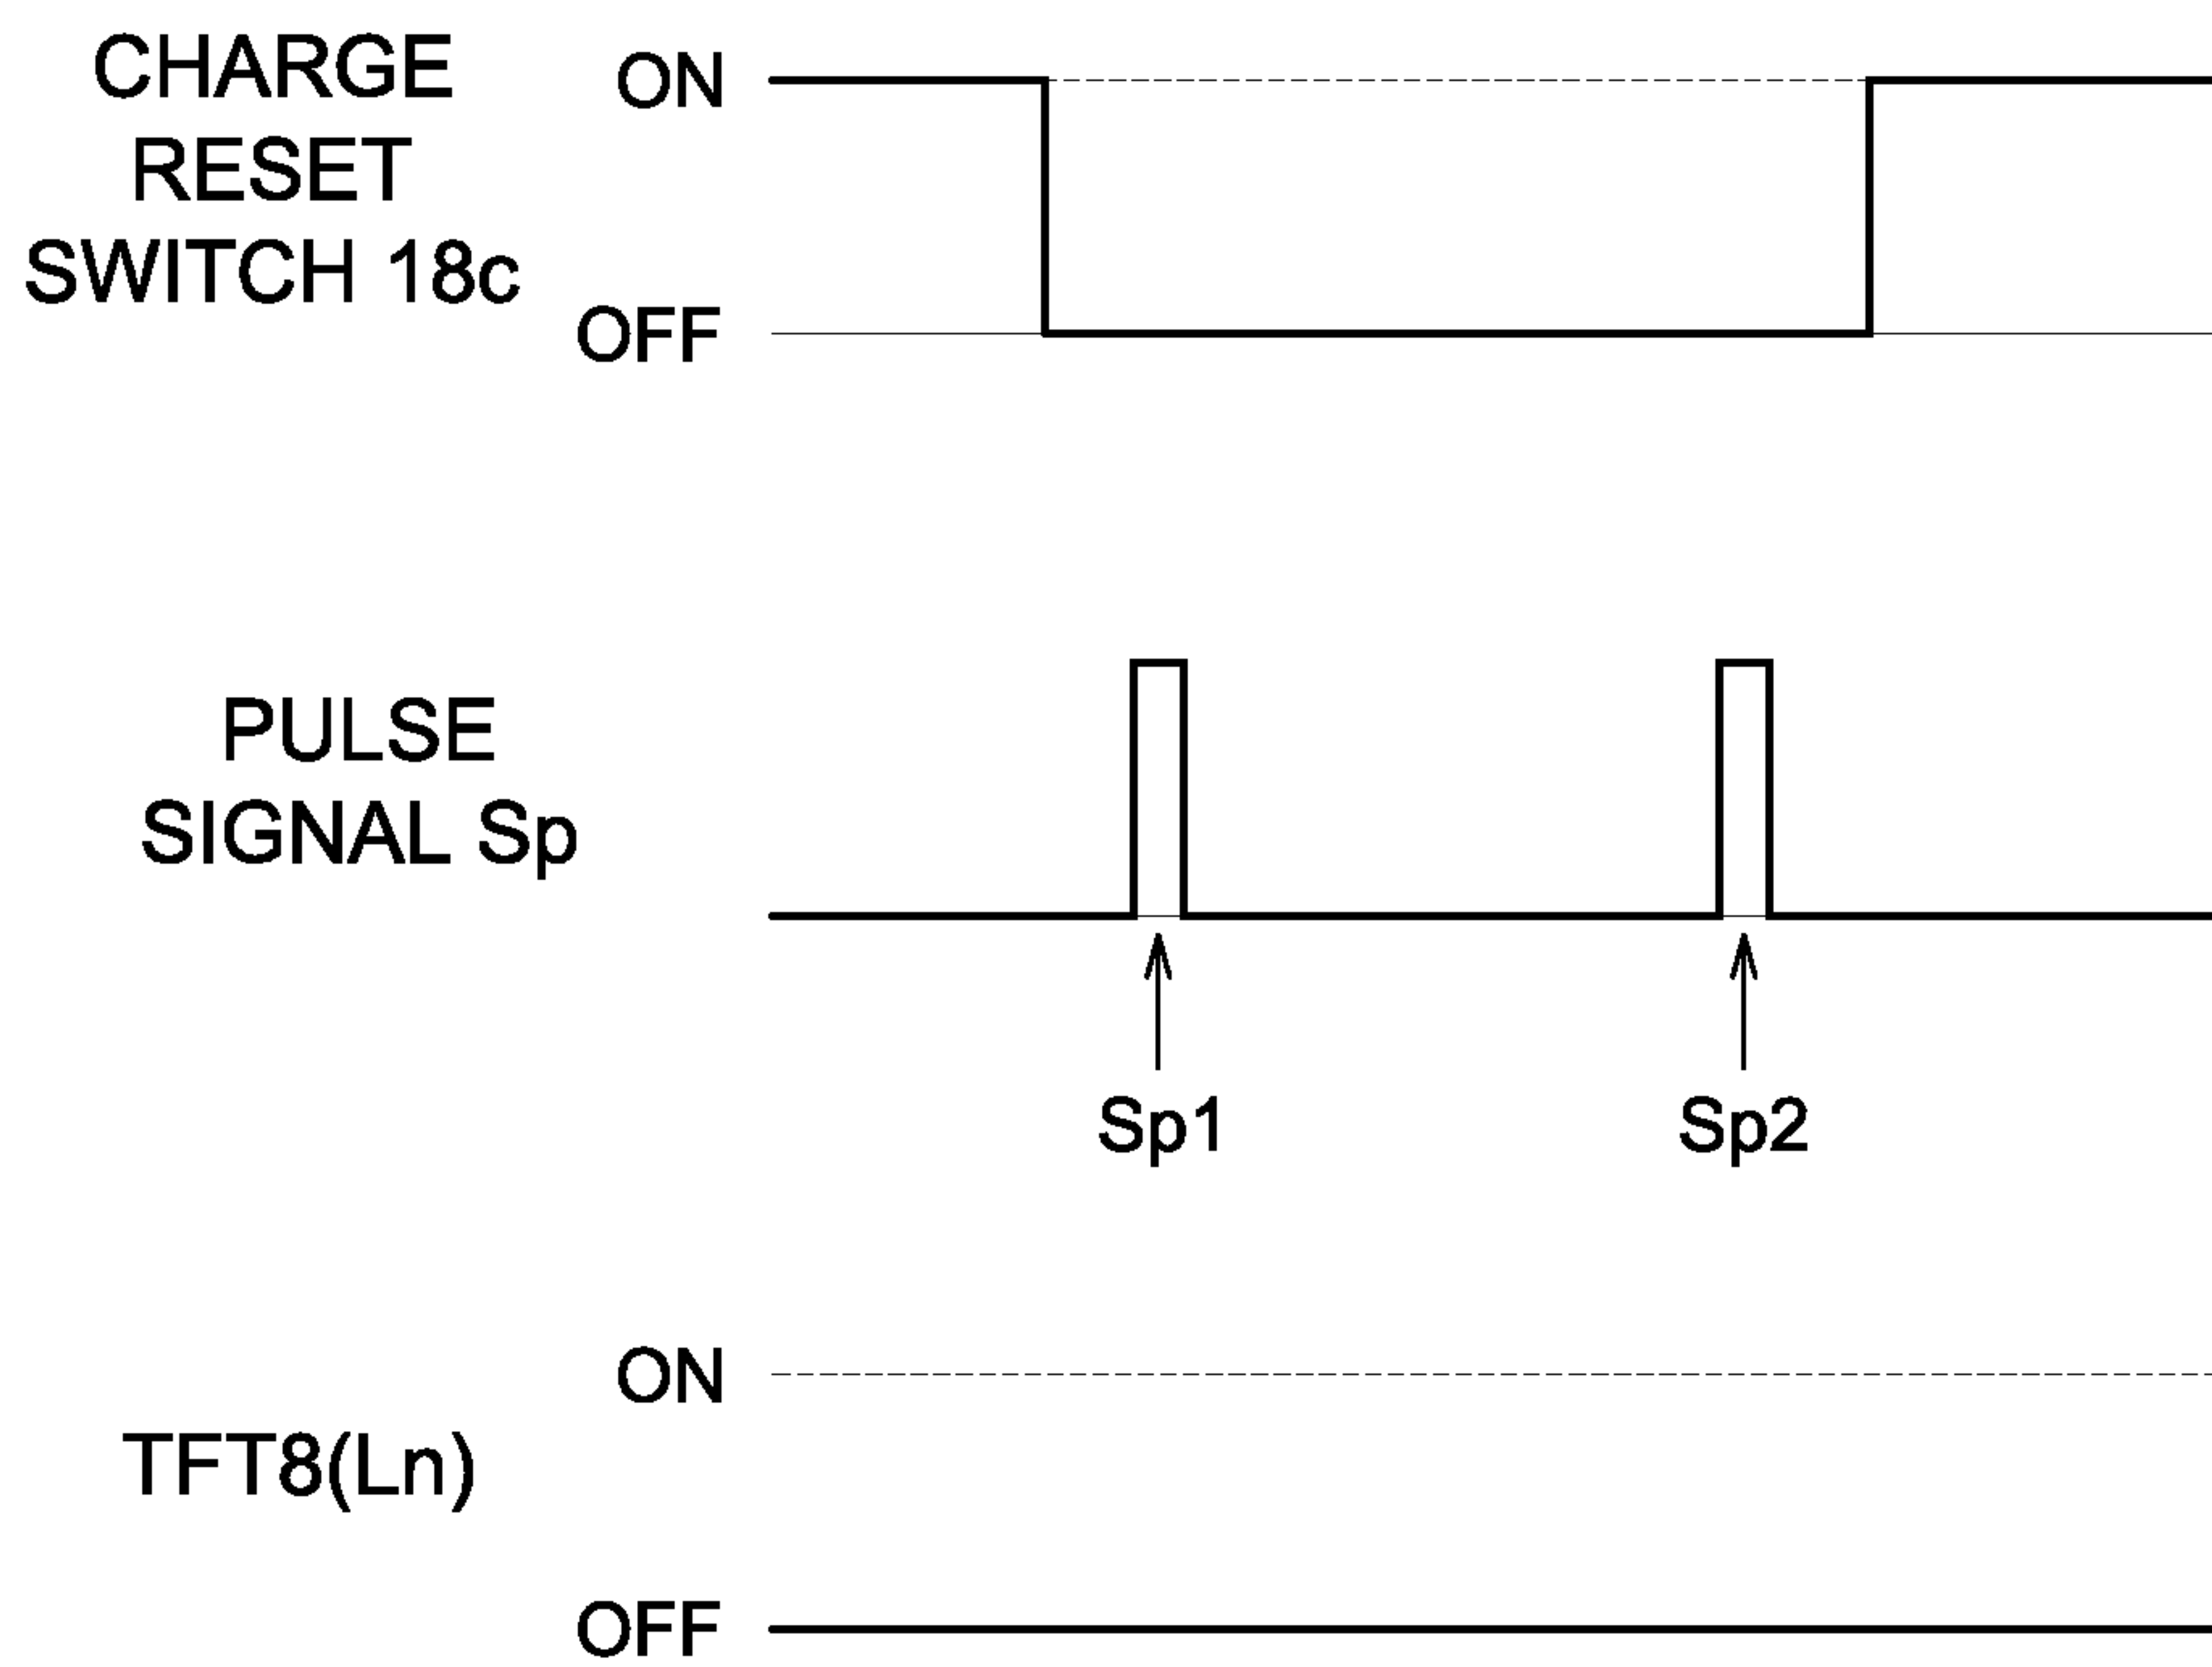 CHARGE
RESET
SWITCH 18c
ON
OFF
PULSE
SIGNAL Sp
Sp1
Sp2
ON
TFT8(Ln)
OFF